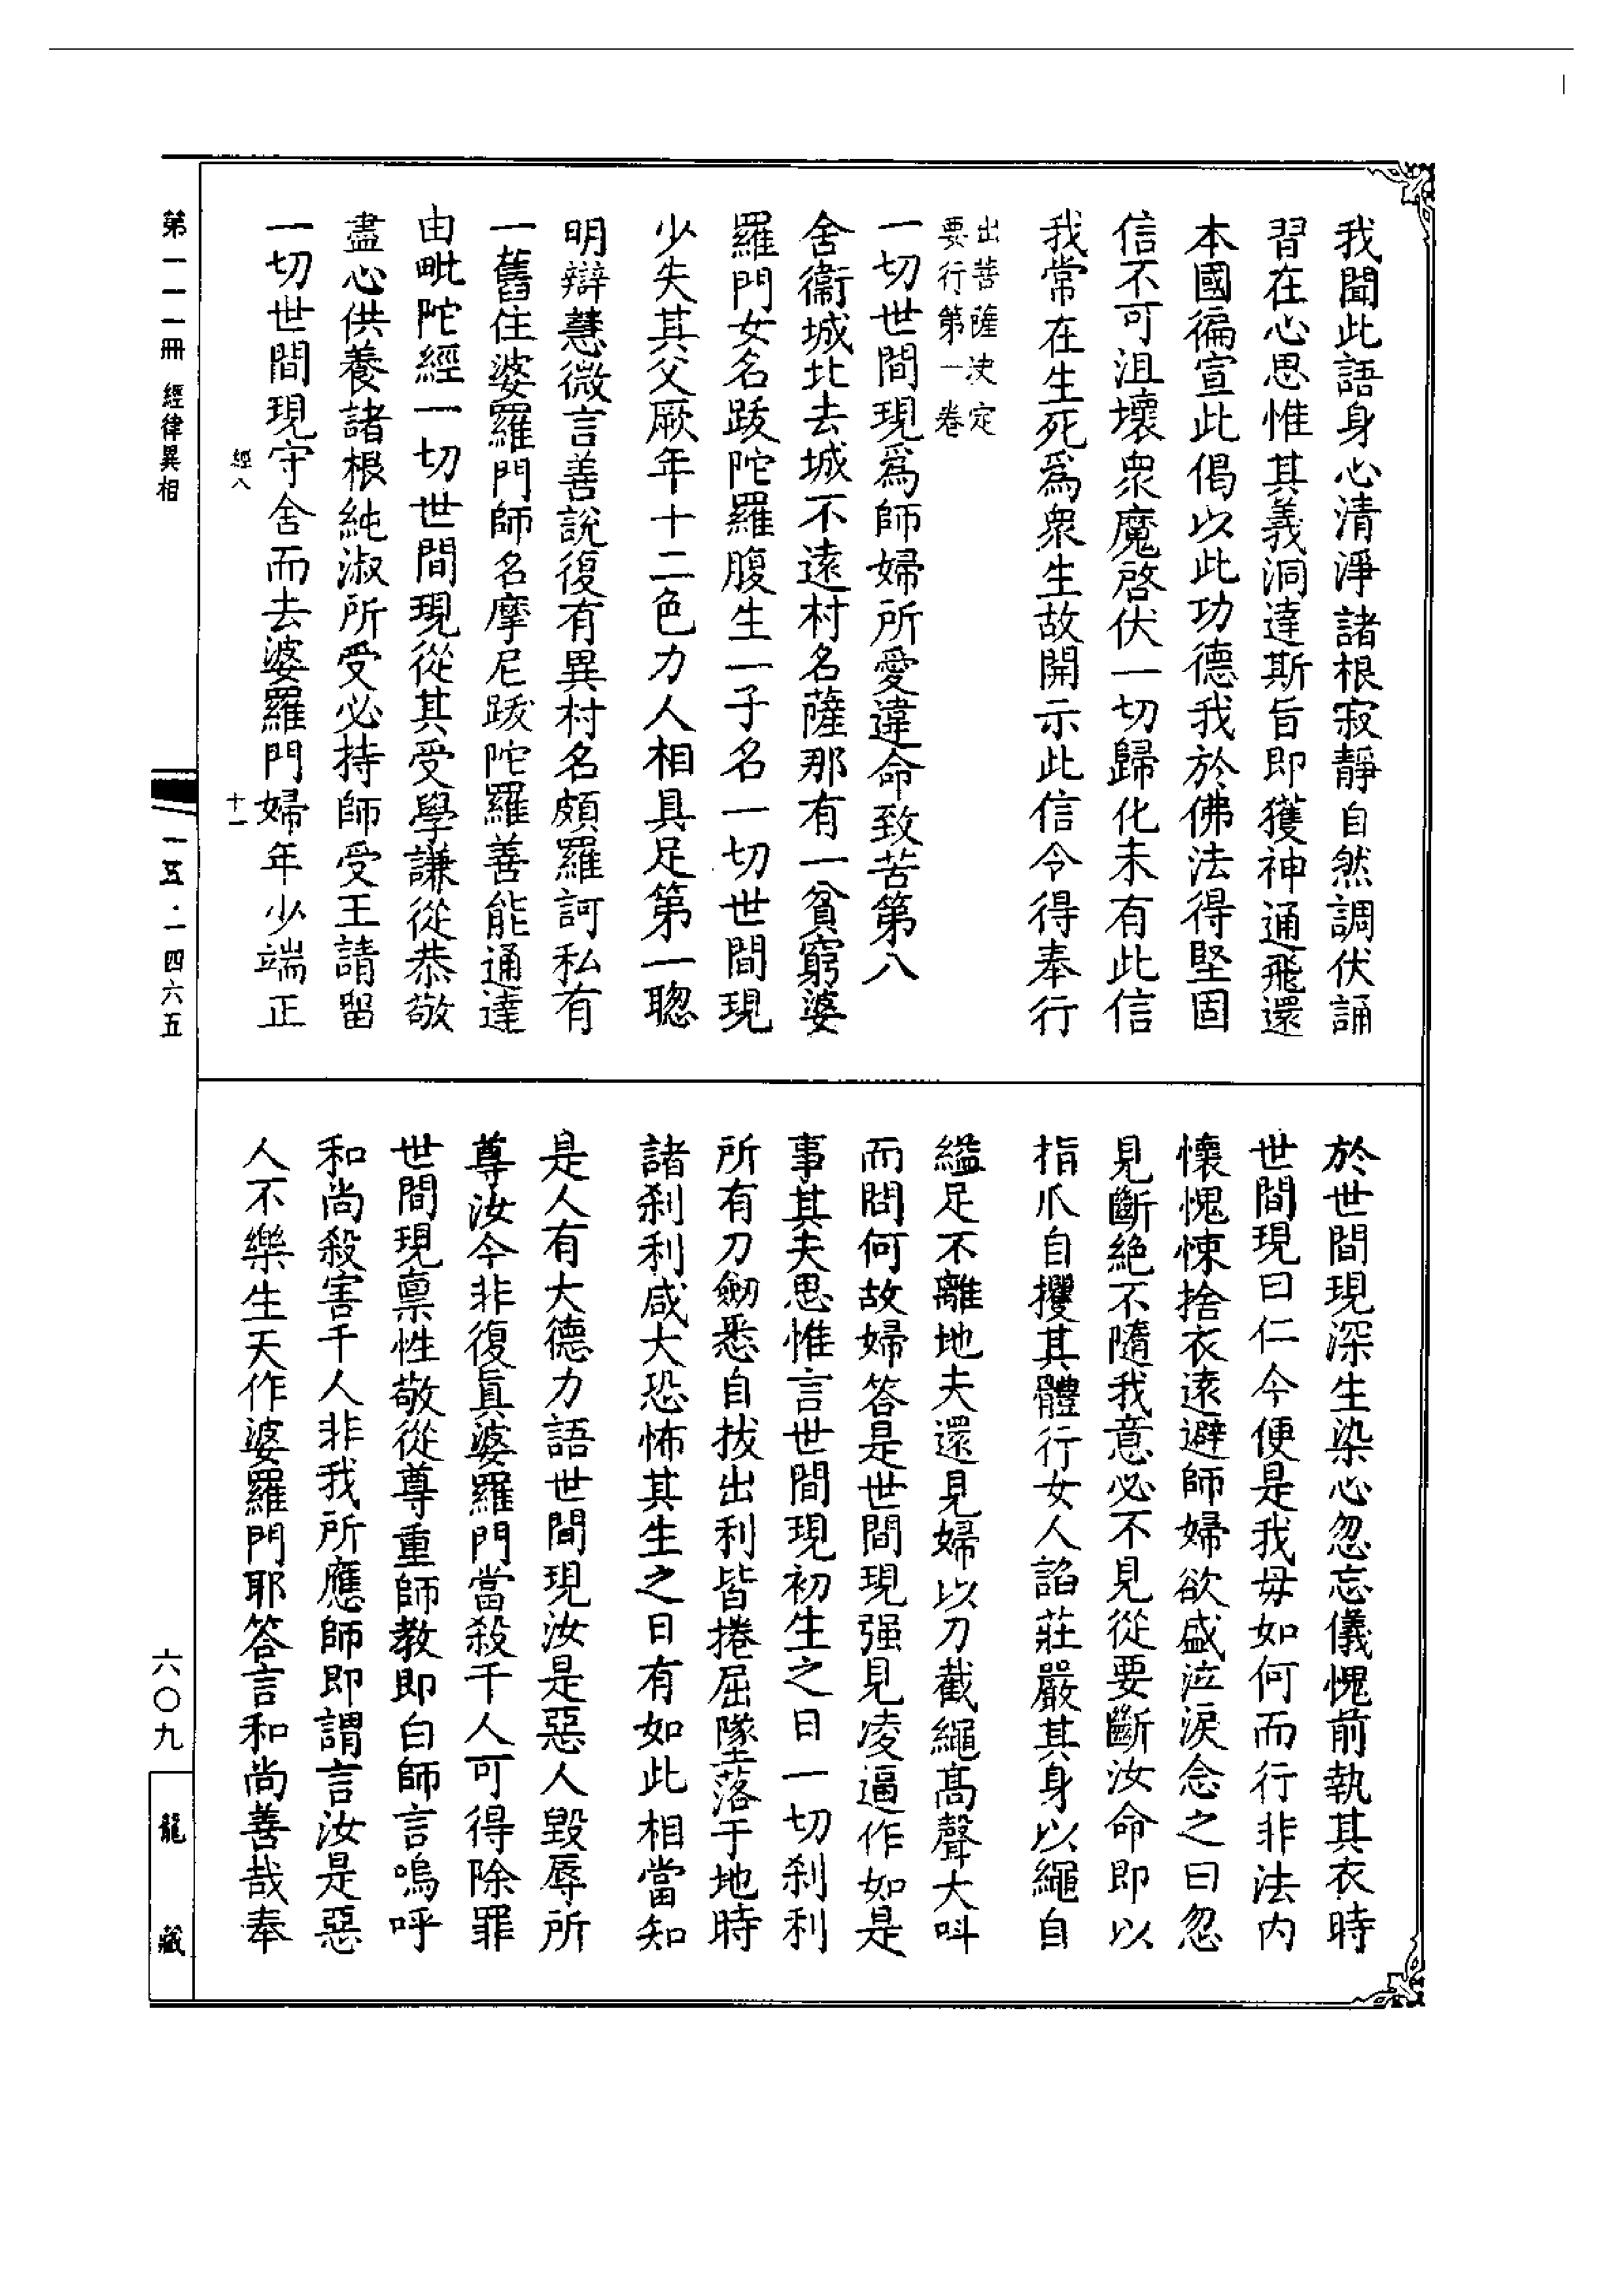 我聞此語身心清淨諸根寂靜自然調伏誦
習在心思惟其義洞達斯旨即獲神通飛還
本國徧宣此偈以此功德我於佛法得堅固
信不可沮壞衆魔啓伏一切歸化未有此信
我常在生死爲衆生故開示此信令得奉行
出菩薩决定
要行第一卷
一切世間現爲師婦所愛違命致苦第八
舍衞城北去城不遠村名薩那有一貧窮婆
羅門女名跋陀羅腹生一子名一切世間現
少失其父厥年十二色力人相具足第一聰
明辯慧微言善說復有異村名頗羅訶私有
一舊住婆羅門師名摩尼跋陀羅善能通達
由毗陀經一切世間現從其受學謙從恭敬
盡心供養諸根純淑所受必持師受王請留
一切世間現守舍而去婆羅門婦年少端正
經八
十一
於世間現深生染心忽忘儀愧前執其衣時
世間現曰仁今便是我毋如何而行非法内
懷愧悚捨衣遠避師婦欲盛泣淚念之曰忽
見斷絶不隨我意必不見從要斷汝命即以
指爪自攫其體行女人諂莊嚴其身以繩自
繿足不離地夫還見婦以刀截繩髙聲大呌
而問何故婦答是世間現强見凌逼作如是
事其夫思惟言世間現初生之日一切刹利
所有刀劒悉自拔出利皆捲屈墜落于地時
諸刹利咸大恐怖其生之日有如此相當知
是人有大德力語世間現汝是惡人毀辱所
尊汝今非復眞婆羅門當殺千人可得除罪
世間現禀性敬從尊重師教即白師言嗚呼
和尚殺害千人非我所應師即謂言汝是惡
人不樂生天作婆羅門耶答言和尚善哉奉
第一一一冊 經律異相
一五·一四六五
六〇九
龍藏